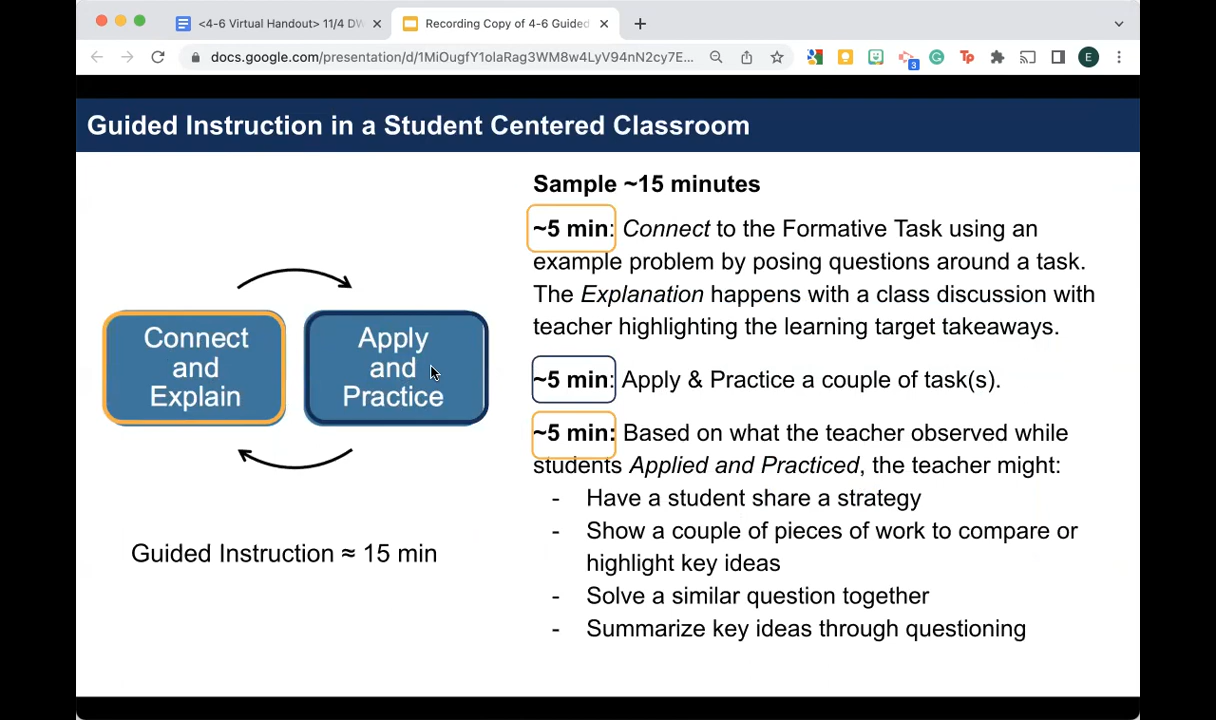 <4-6 Virtual Handout> 11/4 DW
Recording Copy of 4-6 Guided
docs.google.com/presentation/d/1MiOugfY1olaRag3WM8w4LyV94nN2cy7E...
3
Tp
E
Guided Instruction in a Student Centered Classroom
Connect
and
Explain
Apply
and
Practice
Guided Instruction ≈ 15 min
Sample ~15 minutes
~5 min: Connect to the Formative Task using an
example problem by posing questions around a task.
The Explanation happens with a class discussion with
teacher highlighting the learning target takeaways.
~5 min: Apply & Practice a couple of task(s).
~5 min: Based on what the teacher observed while
students Applied and Practiced, the teacher might:
- Have a student share a strategy
- Show a couple of pieces of work to compare or
highlight key ideas
- Solve a similar question together
- Summarize key ideas through questioning